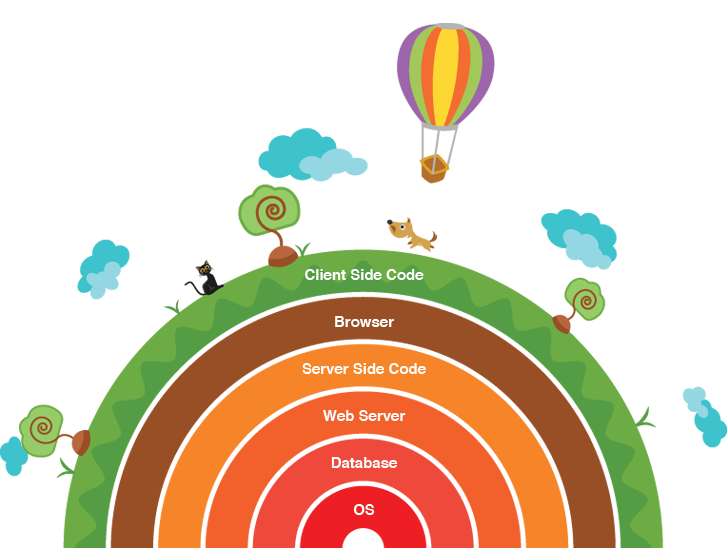 Client Side Code
Browser
Server Side Code
Web Server
Database
OS